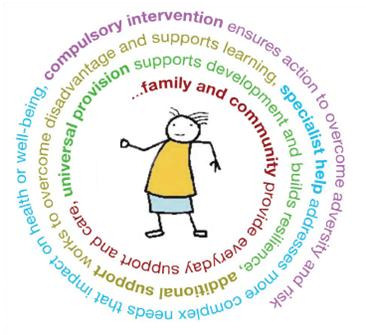 ...family and community provide everyday support and care,
universal provision supports development and builds resilience,
additional support works to overcome disadvantage and supports learning,
specialist help addresses more complex needs that impact on health or well-being,
compulsory intervention ensures action to overcome adversity and risk